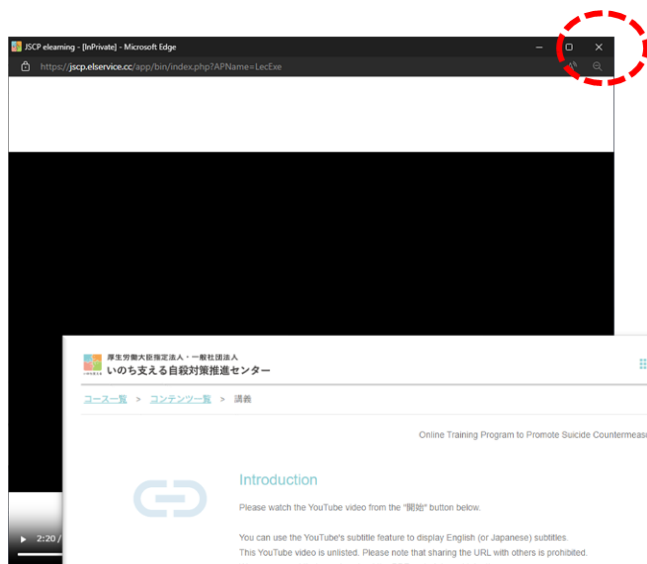 JSCP elearning - [InPrivate] - Microsoft Edge
https://jscp.elservice.cc/app/bin/index.php?APName=LecExe
厚生労働大臣指定法人・一般社団法人
いのち支える自殺対策推進センター
コース一覧 > コンテンツ一覧 > 講義
Online Training Program to Promote Suicide Countermeas
Introduction
Please watch the YouTube video from the "開始" button below.
You can use the YouTube's subtitle feature to display English (or Japanese) subtitles.
This YouTube video is unlisted. Please note that sharing the URL with others is prohibited.
2:20 /